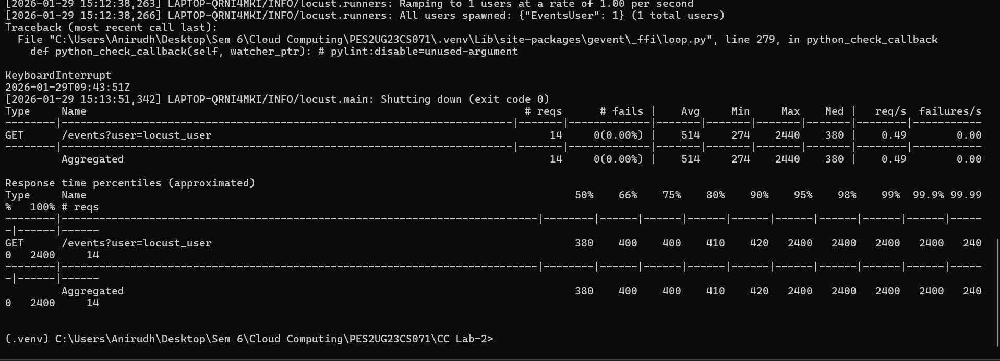 [2026-01-29 15:12:38,263] LAPTOP-QRNI4MKI/INFO/locust.runners: Ramping to 1 users at a rate of 1.00 per second
[2026-01-29 15:12:38,266] LAPTOP-QRNI4MKI/INFO/locust.runners: All users spawned: {"EventsUser": 1} (1 total users)
Traceback (most recent call last):
  File "C:\Users\Anirudh\Desktop\Sem 6\Cloud Computing\PES2UG23CS071\.venv\Lib\site-packages\gevent\_ffi\loop.py", line 279, in python_check_callback
    def python_check_callback(self, watcher_ptr): # pylint:disable=unused-argument
KeyboardInterrupt
2026-01-29T09:43:51Z
[2026-01-29 15:13:51,342] LAPTOP-QRNI4MKI/INFO/locust.main: Shutting down (exit code 0)
Type     Name                                                                          # reqs      # fails |    Avg     Min     Max    Med |   req/s  failures/s
--------|------------------------------------------------------------------------|-------|-------------|-------|-------|-------|-------|--------|-----------
GET      /events?user=locust_user                                                          14     0(0.00%) |    514     274    2440    380 |    0.49        0.00
--------|------------------------------------------------------------------------|-------|-------------|-------|-------|-------|-------|--------|-----------
         Aggregated                                                                        14     0(0.00%) |    514     274    2440    380 |    0.49        0.00
Response time percentiles (approximated)
Type     Name                                                                                  50%    66%    75%    80%    90%    95%    98%    99%  99.9% 99.99
%   100% # reqs
--------|----------------------------------------------------------------------------|--------|------|------|------|------|------|------|------|------|-----
-|------|------
GET      /events?user=locust_user                                                              380    400    400    410    420   2400   2400   2400   2400   240
0   2400     14
--------|----------------------------------------------------------------------------|--------|------|------|------|------|------|------|------|------|-----
-|------|------
         Aggregated                                                                            380    400    400    410    420   2400   2400   2400   2400   240
0   2400     14
(.venv) C:\Users\Anirudh\Desktop\Sem 6\Cloud Computing\PES2UG23CS071\CC Lab-2>